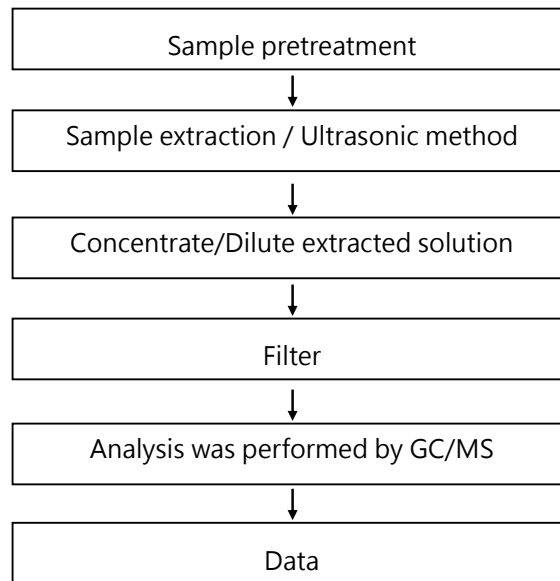 Sample pretreatment
Sample extraction / Ultrasonic method
Concentrate/Dilute extracted solution
Filter
Analysis was performed by GC/MS
Data